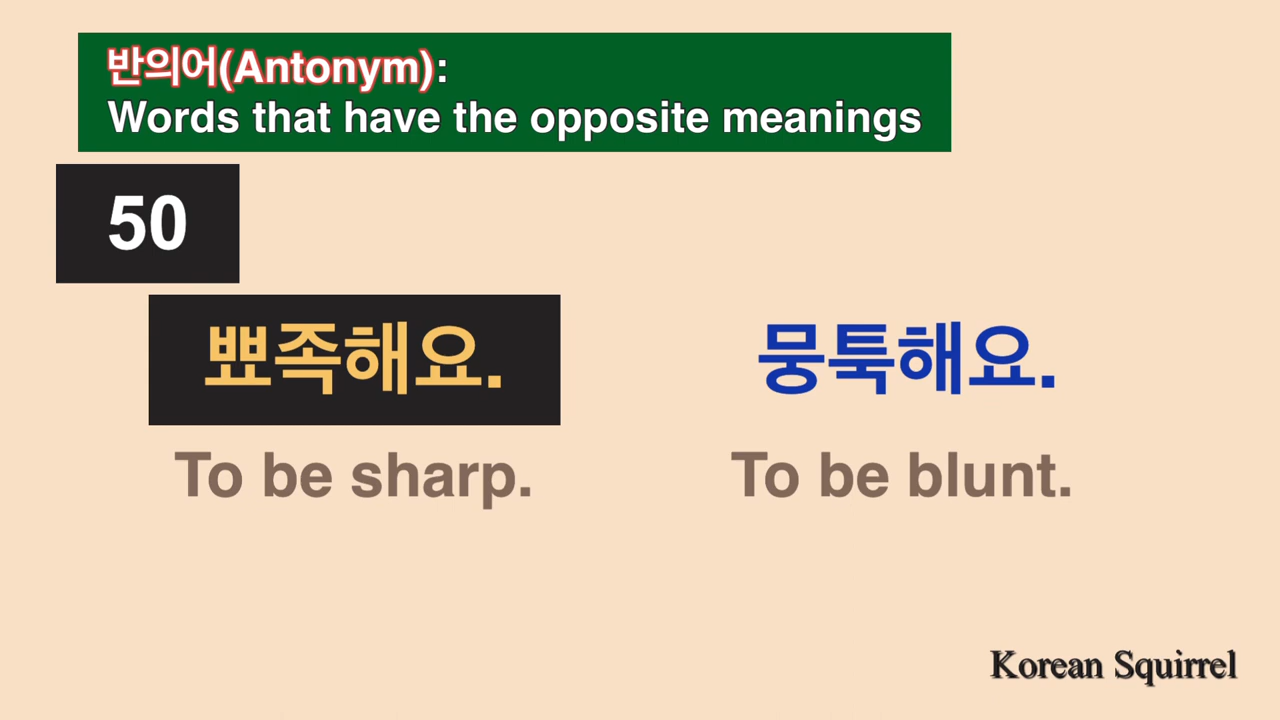 반의어(Antonym):
Words that have the opposite meanings
50
뾰족해요. 뭉툭해요.
To be sharp. To be blunt.
Korean Squirrel